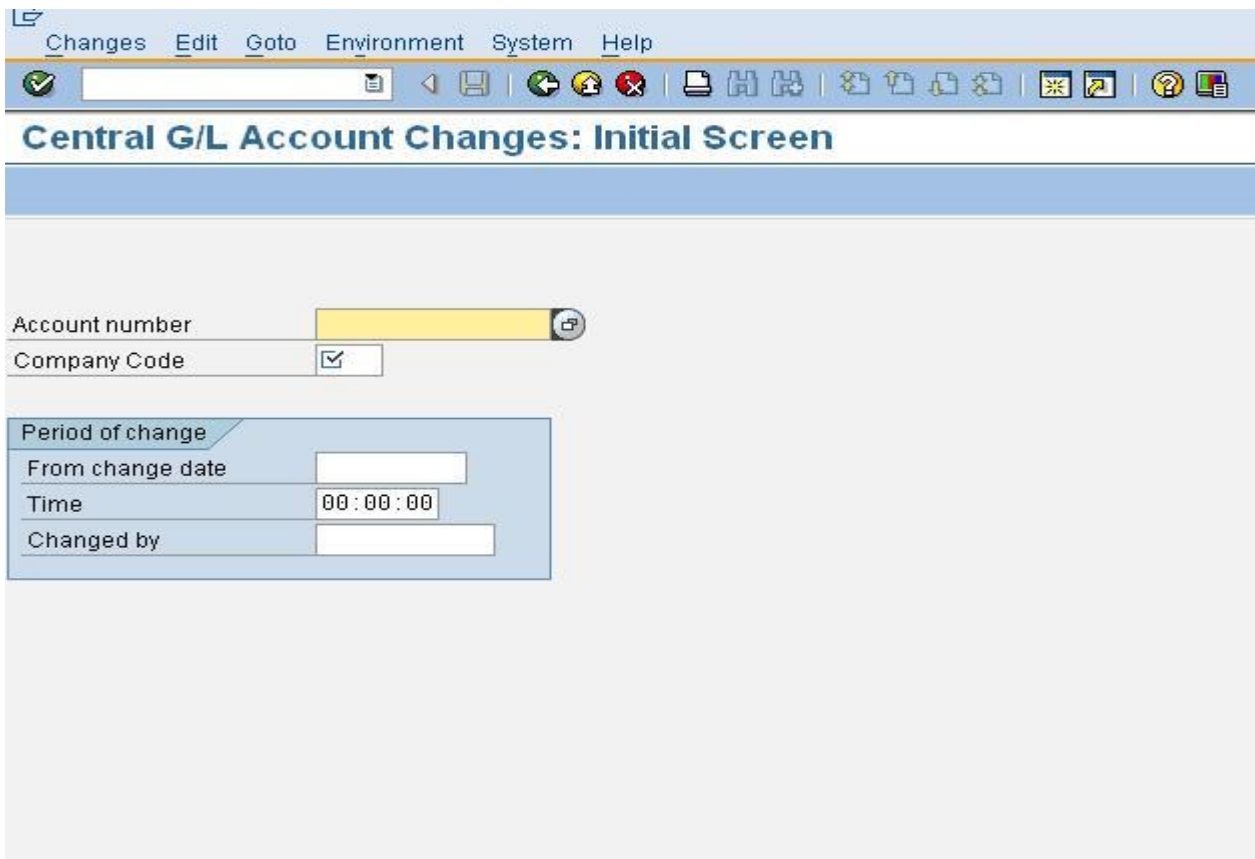 Changes Edit Goto Environment System Help
Central G/L Account Changes: Initial Screen
Account number
Company Code
Period of change
From change date
Time 00:00:00
Changed by